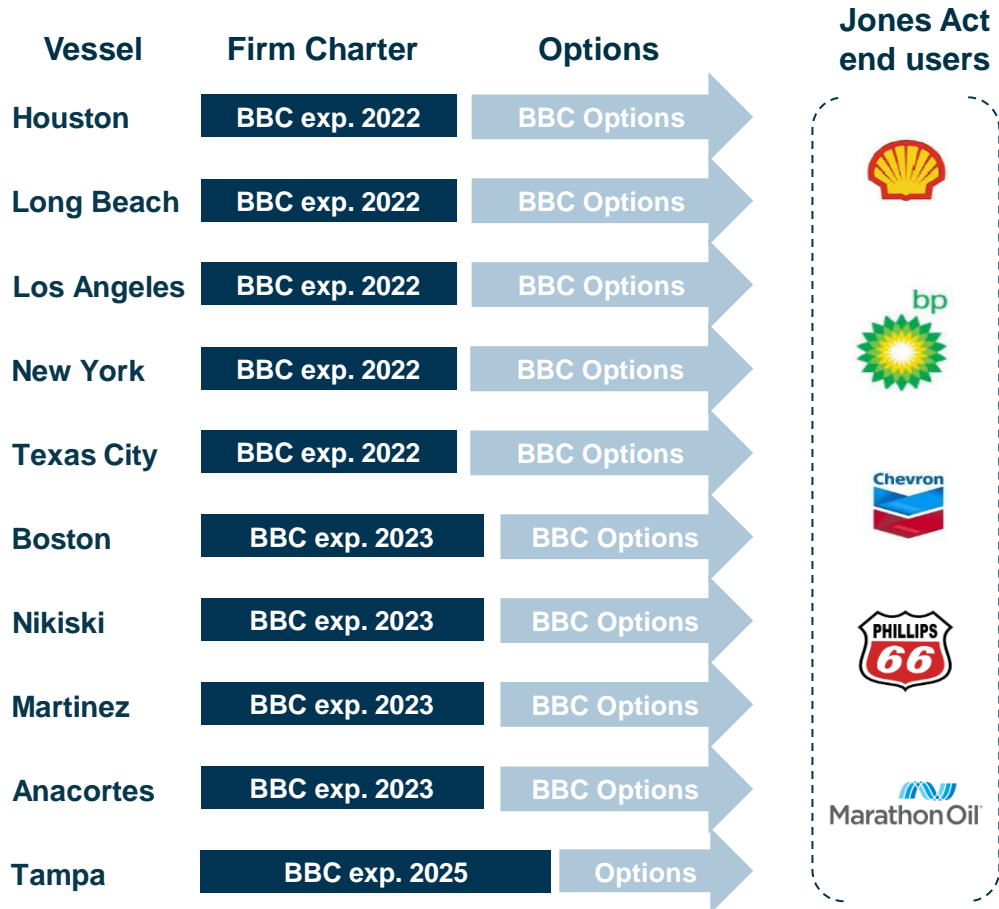 Vessel Firm Charter Options Jones Act
end users
Houston BBC exp. 2022 BBC Options
Long Beach BBC exp. 2022 BBC Options
Los Angeles BBC exp. 2022 BBC Options
bp
New York BBC exp. 2022 BBC Options
Texas City BBC exp. 2022 BBC Options
Chevron
Boston BBC exp. 2023 BBC Options
Nikiski BBC exp. 2023 BBC Options
PHILLIPS
66
Martinez BBC exp. 2023 BBC Options
Anacortes BBC exp. 2023 BBC Options
Marathon Oil
Tampa BBC exp. 2025 Options